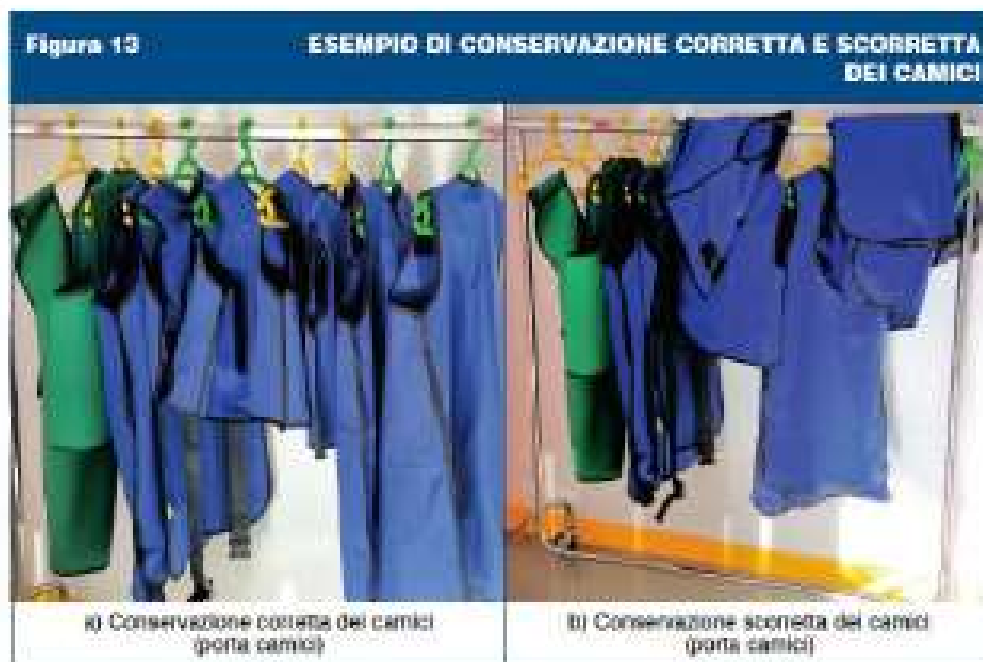 Figura 13
ESEMPIO DI CONSERVAZIONE CORRETTA E SCORRETTA
DEI CAMICI
a) Conservazione corretta dei camici
(porta camici)
b) Conservazione scorretta dei camici
(porta camici)